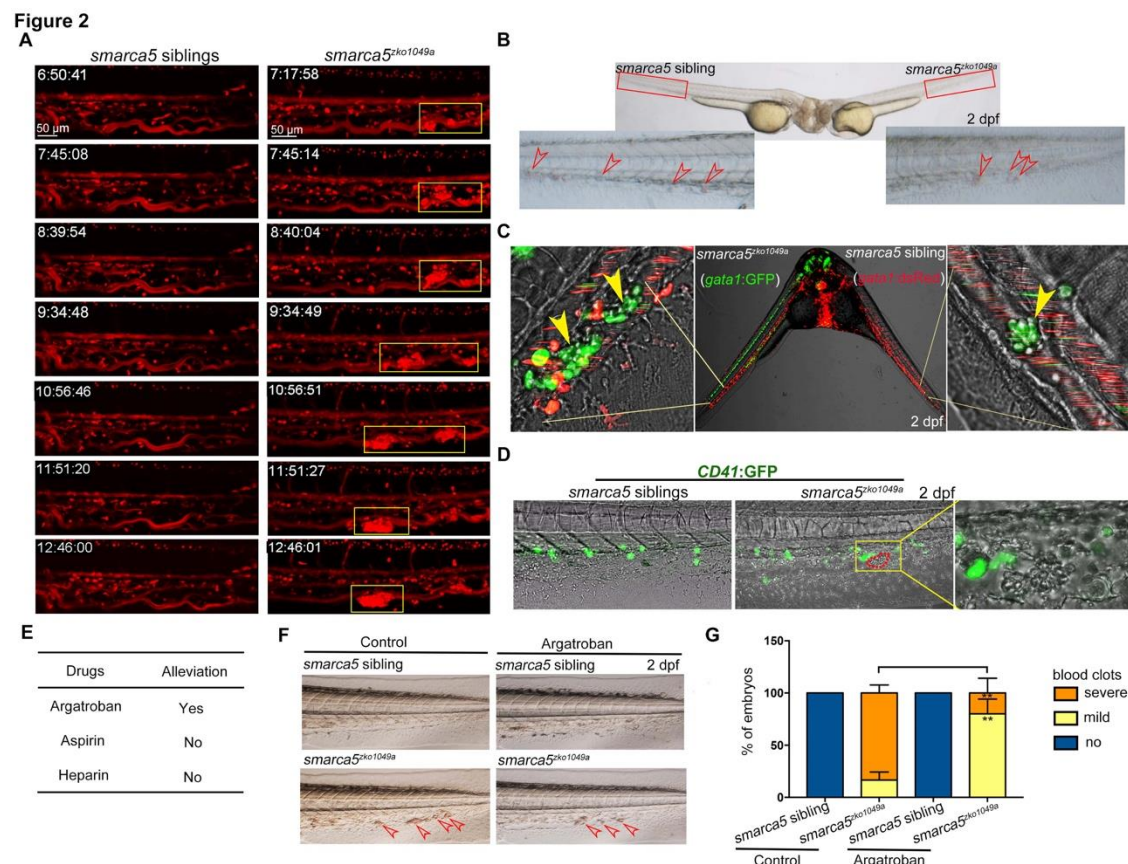 Figure 2
A
smarca5 siblings
smarca5zko1049a
6:50:41
50 µm
7:17:58
50 µm
7:45:08
7:45:14
8:39:54
8:40:04
9:34:48
9:34:49
10:56:46
10:56:51
11:51:20
11:51:27
12:46:00
12:46:01
B
smarca5 sibling
smarca5zko1049a
2 dpf
C
smarca5zko1049a
(gata1:GFP)
smarca5 sibling
(gata1:dsRed)
2 dpf
D
CD41:GFP
smarca5 siblings
smarca5zko1049a
2 dpf
E
Drugs Alleviation
Argatroban Yes
Aspirin No
Heparin No
F
Control
Argatroban
smarca5 sibling
smarca5 sibling
2 dpf
smarca5zko1049a
smarca5zko1049a
G
% of embryos
150
100
50
0
**
**
blood clots
severe
mild
no
smarca5 sibling
smarca5zko1049a
smarca5 sibling
smarca5zko1049a
Control
Argatroban